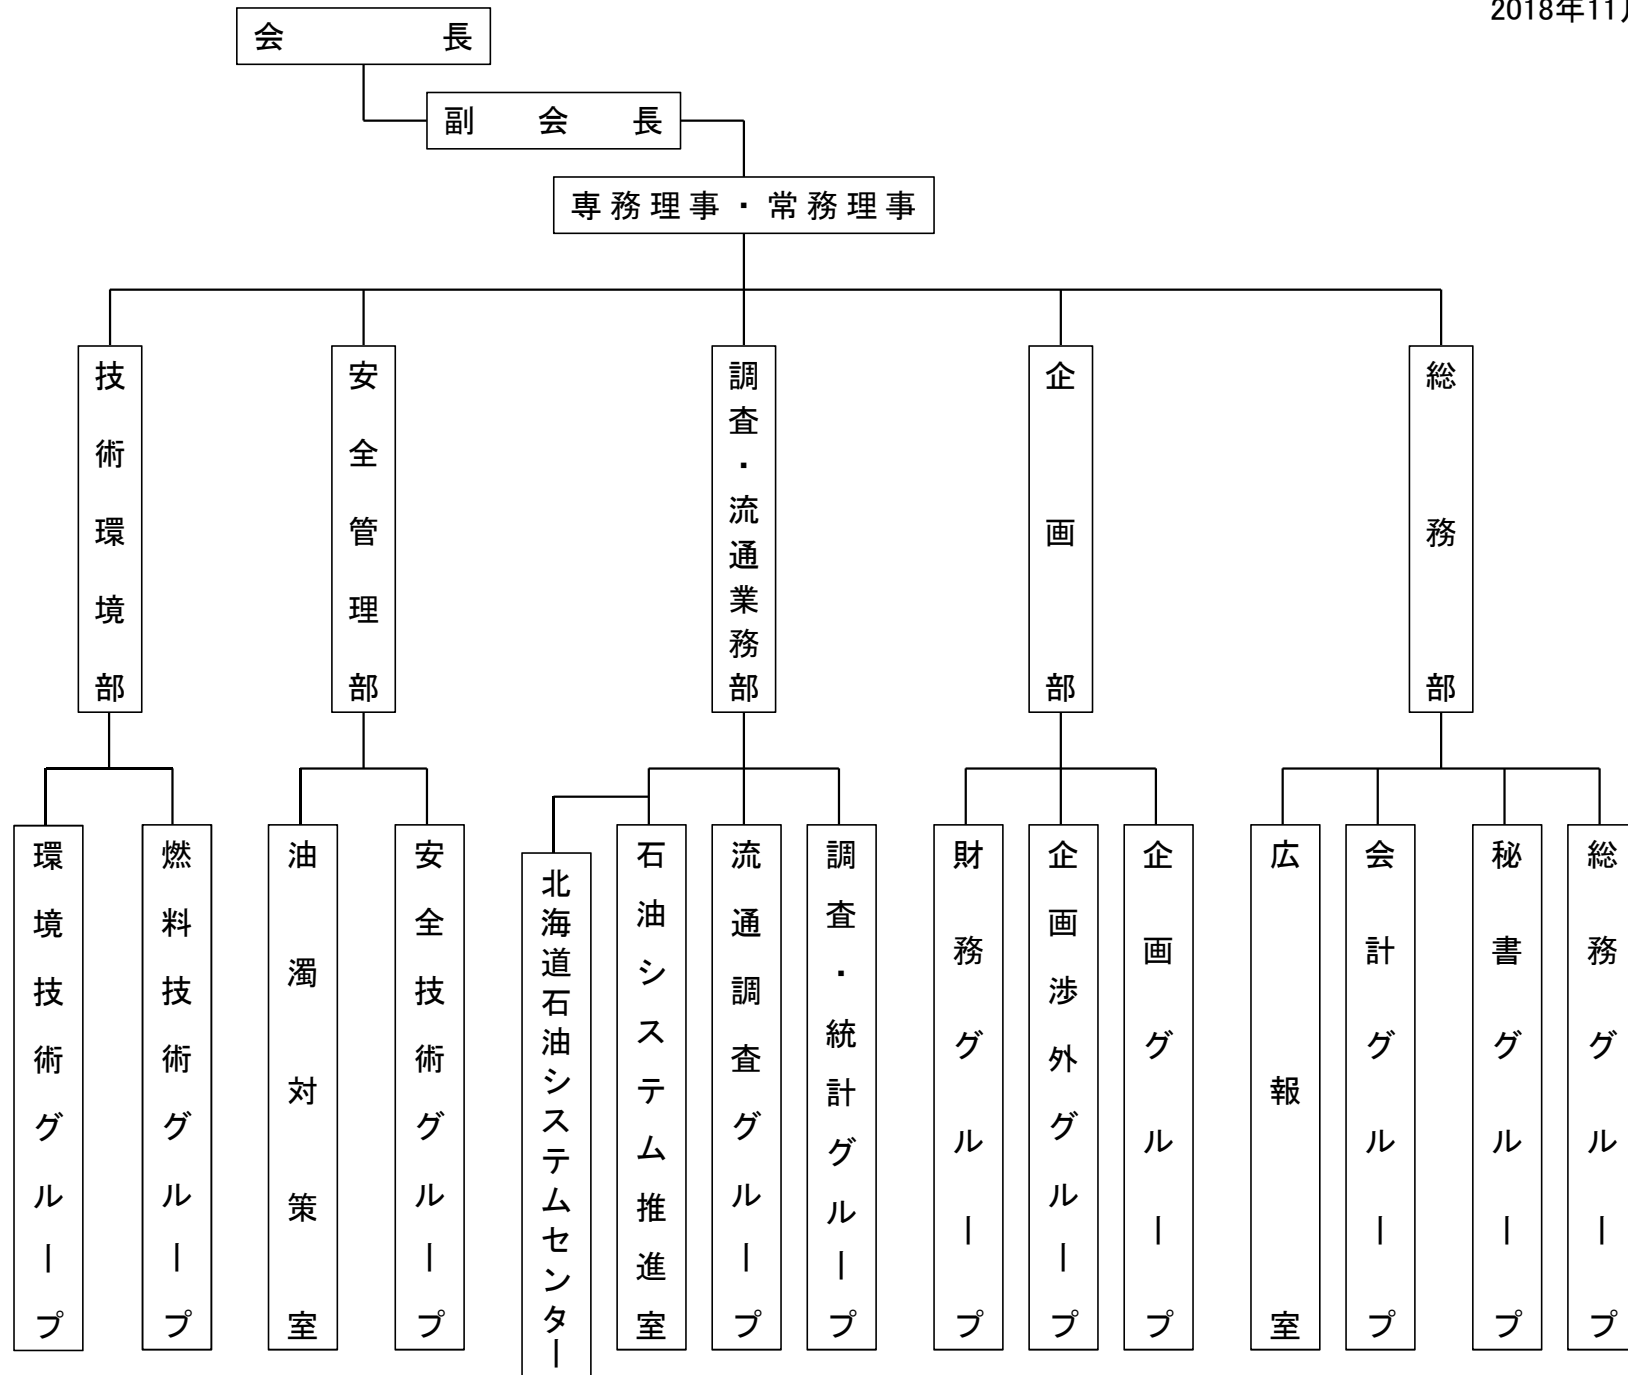 2018年11月
会長
副会長
専務理事・常務理事
総務部
企画部
調査・流通業務部
安全管理部
技術環境部
総務グループ
秘書グループ
会計グループ
広報室
企画グループ
企画渉外グループ
財務グループ
調査・統計グループ
流通調査グループ
石油システム推進室
北海道石油システムセンター
安全技術グループ
油濁対策室
燃料技術グループ
環境技術グループ